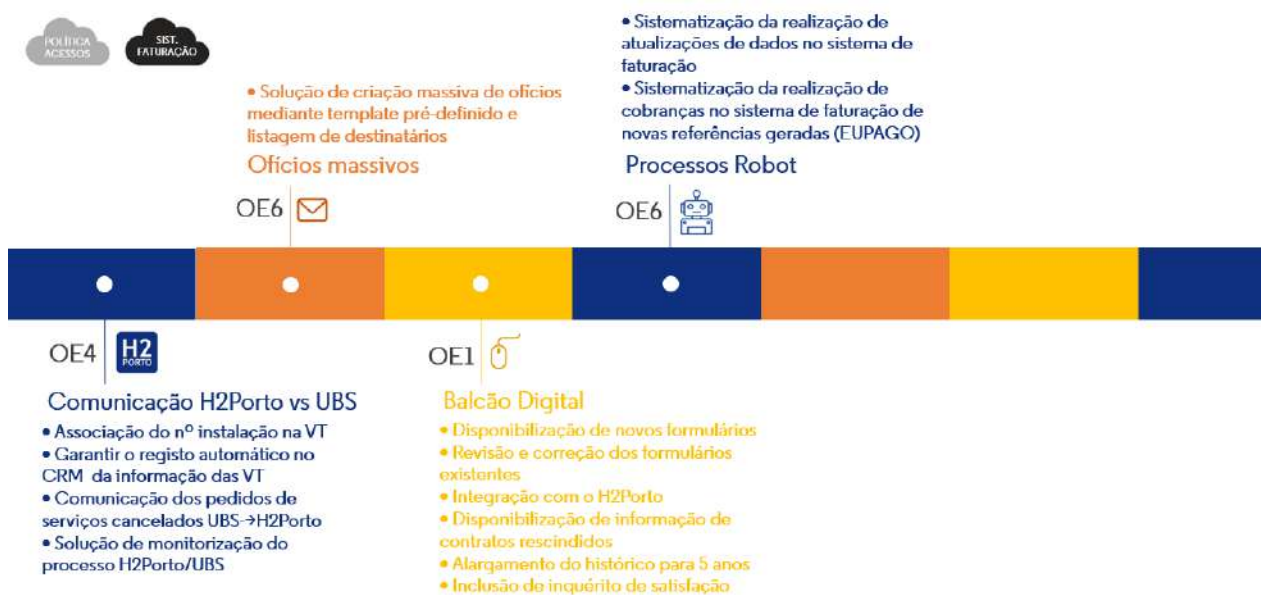 POLÍTICA
ACESSOS
SIST.
FATURAÇÃO
• Solução de criação massiva de ofícios
mediante template pré-definido e
listagem de destinatários
Ofícios massivos
OE6
• Sistematização da realização de
atualizações de dados no sistema de
faturação
• Sistematização da realização de
cobranças no sistema de faturação de
novas referências geradas (EUPAGO)
Processos Robot
OE6
OE4
H2
PORTO
Comunicação H2Porto vs UBS
• Associação do nº instalação na VT
• Garantir o registo automático no
CRM da informação das VT
• Comunicação dos pedidos de
serviços cancelados UBS→H2Porto
• Solução de monitorização do
processo H2Porto/UBS
OE1
Balcão Digital
• Disponibilização de novos formulários
• Revisão e correção dos formulários
existentes
• Integração com o H2Porto
• Disponibilização de informação de
contratos rescindidos
• Alargamento do histórico para 5 anos
• Inclusão de inquérito de satisfação